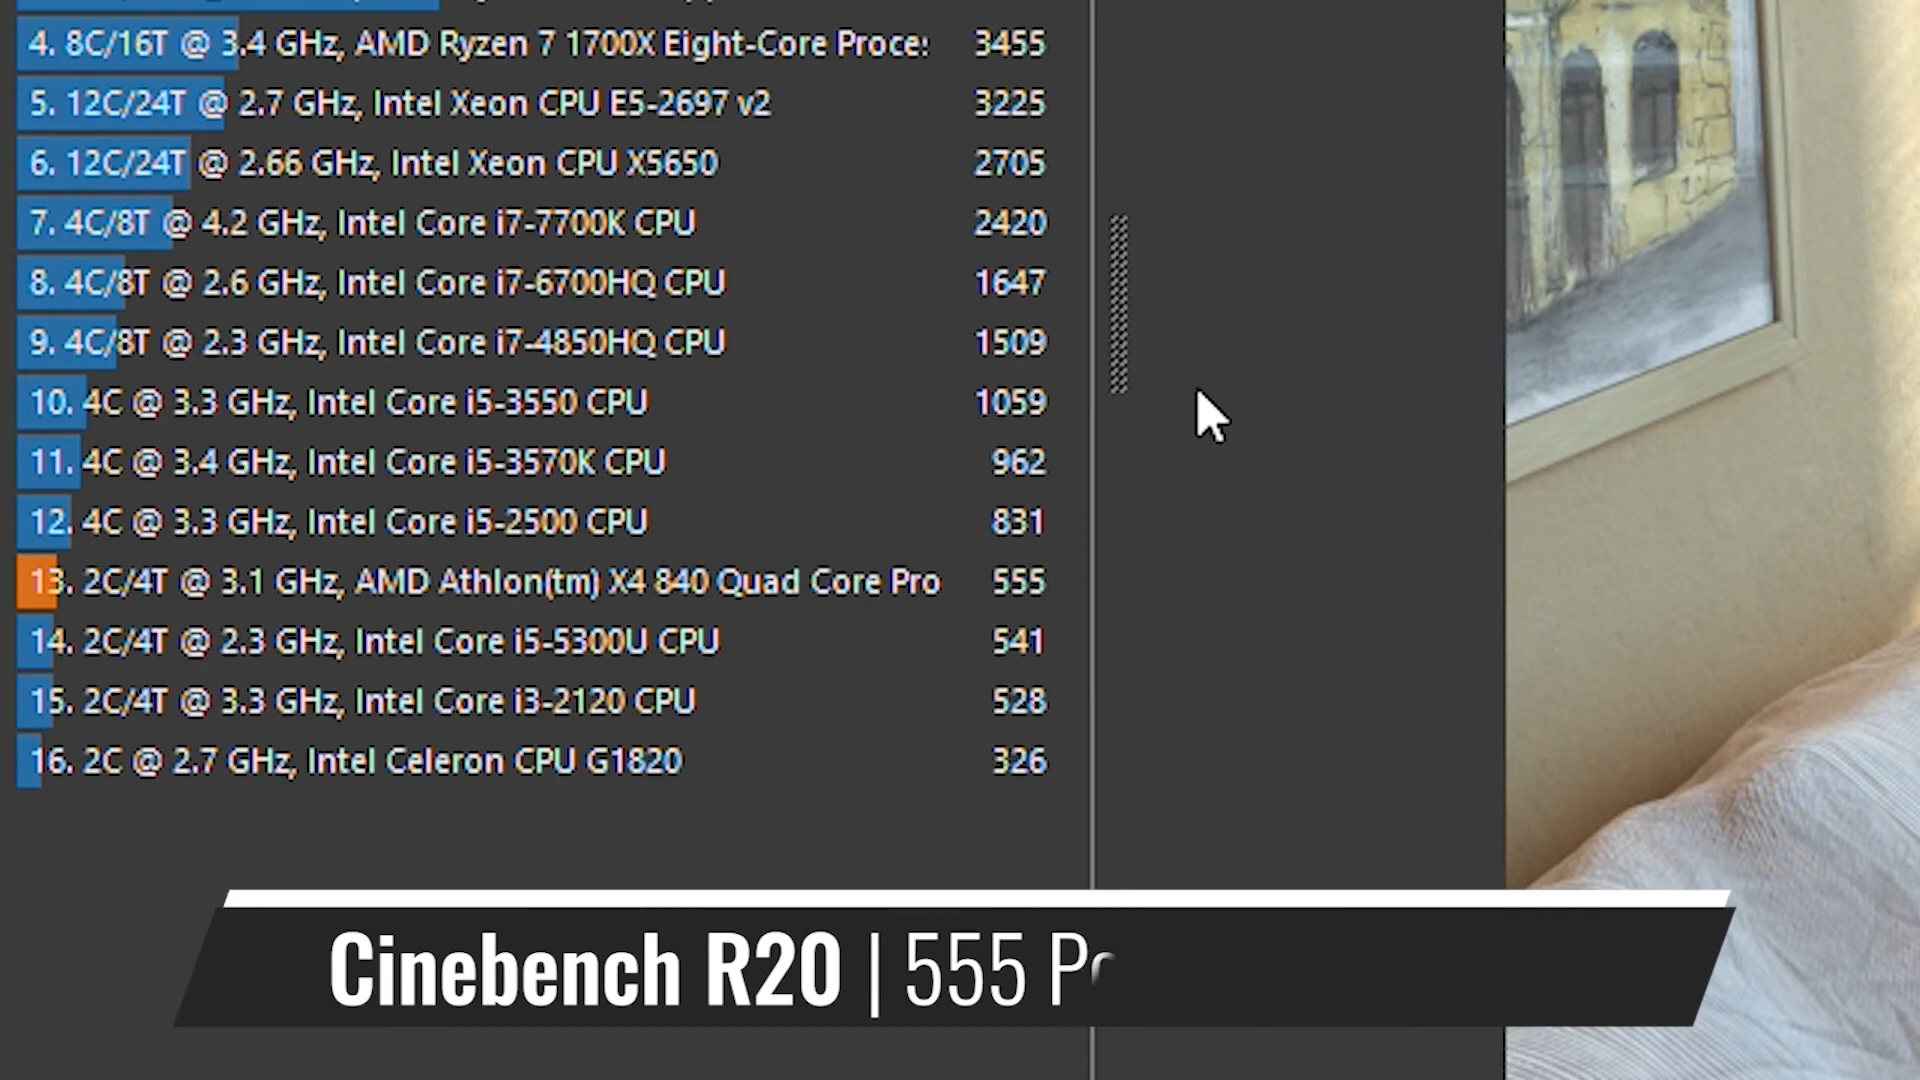 4. 8C/16T @ 3.4 GHz, AMD Ryzen 7 1700X Eight-Core Proces 3455
5. 12C/24T @ 2.7 GHz, Intel Xeon CPU E5-2697 v2 3225
6. 12C/24T @ 2.66 GHz, Intel Xeon CPU X5650 2705
7. 4C/8T @ 4.2 GHz, Intel Core i7-7700K CPU 2420
8. 4C/8T @ 2.6 GHz, Intel Core i7-6700HQ CPU 1647
9. 4C/8T @ 2.3 GHz, Intel Core i7-4850HQ CPU 1509
10. 4C @ 3.3 GHz, Intel Core i5-3550 CPU 1059
11. 4C @ 3.4 GHz, Intel Core i5-3570K CPU 962
12. 4C @ 3.3 GHz, Intel Core i5-2500 CPU 831
13. 2C/4T @ 3.1 GHz, AMD Athlon(tm) X4 840 Quad Core Pro 555
14. 2C/4T @ 2.3 GHz, Intel Core i5-5300U CPU 541
15. 2C/4T @ 3.3 GHz, Intel Core i3-2120 CPU 528
16. 2C @ 2.7 GHz, Intel Celeron CPU G1820 326
Cinebench R20 | 555 P